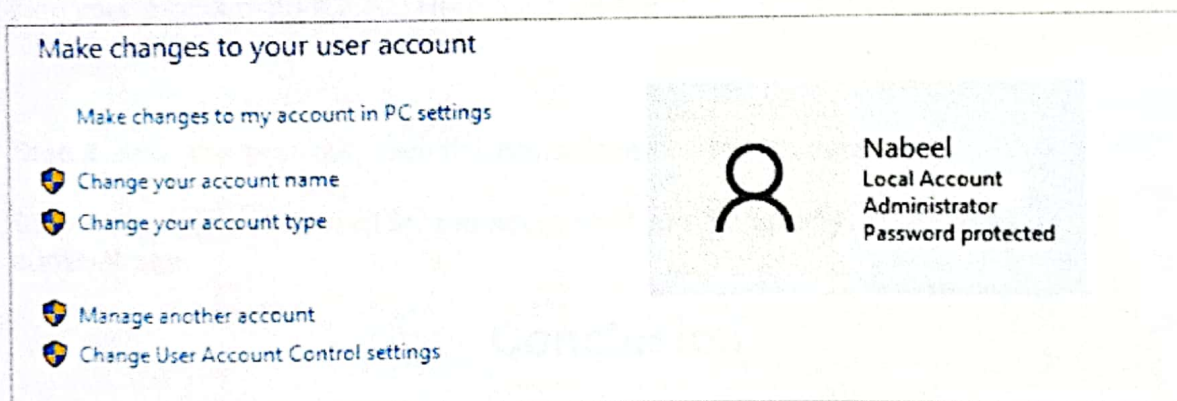 Make changes to your user account
Make changes to my account in PC settings
Change your account name
Change your account type
Manage another account
Change User Account Control settings
Nabeel
Local Account
Administrator
Password protected